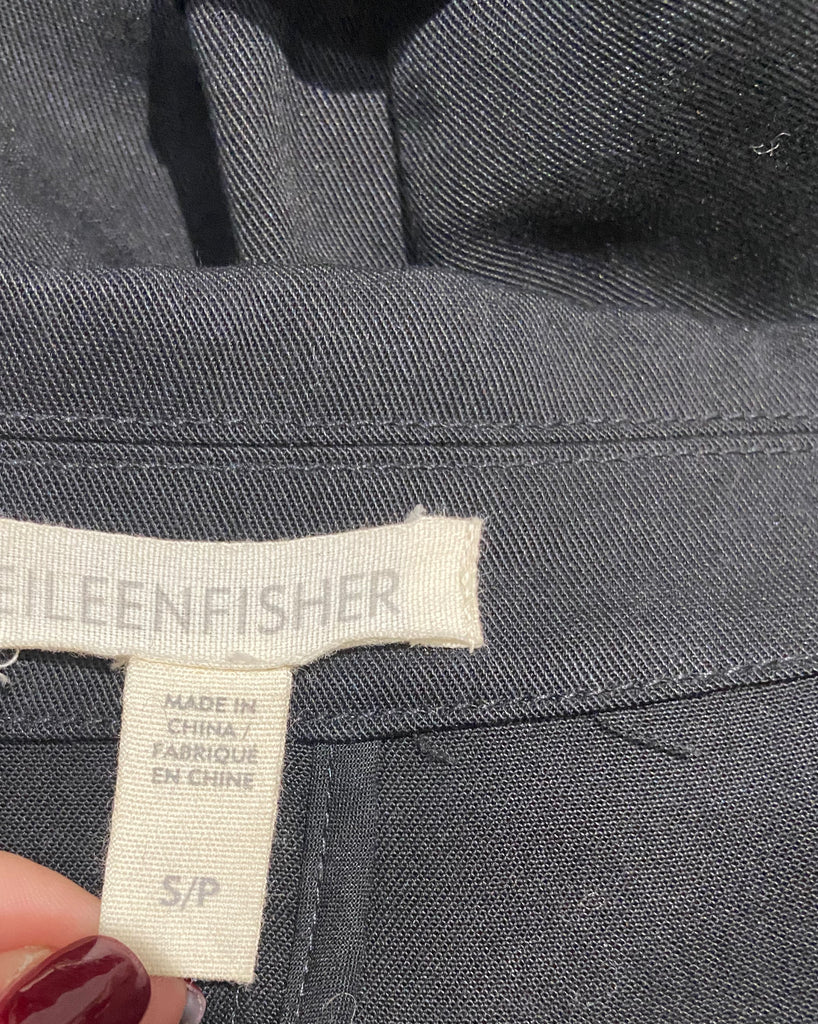 EILEENFISHER
MADE IN
CHINA /
FABRIQUÉ
EN CHINE
S/P